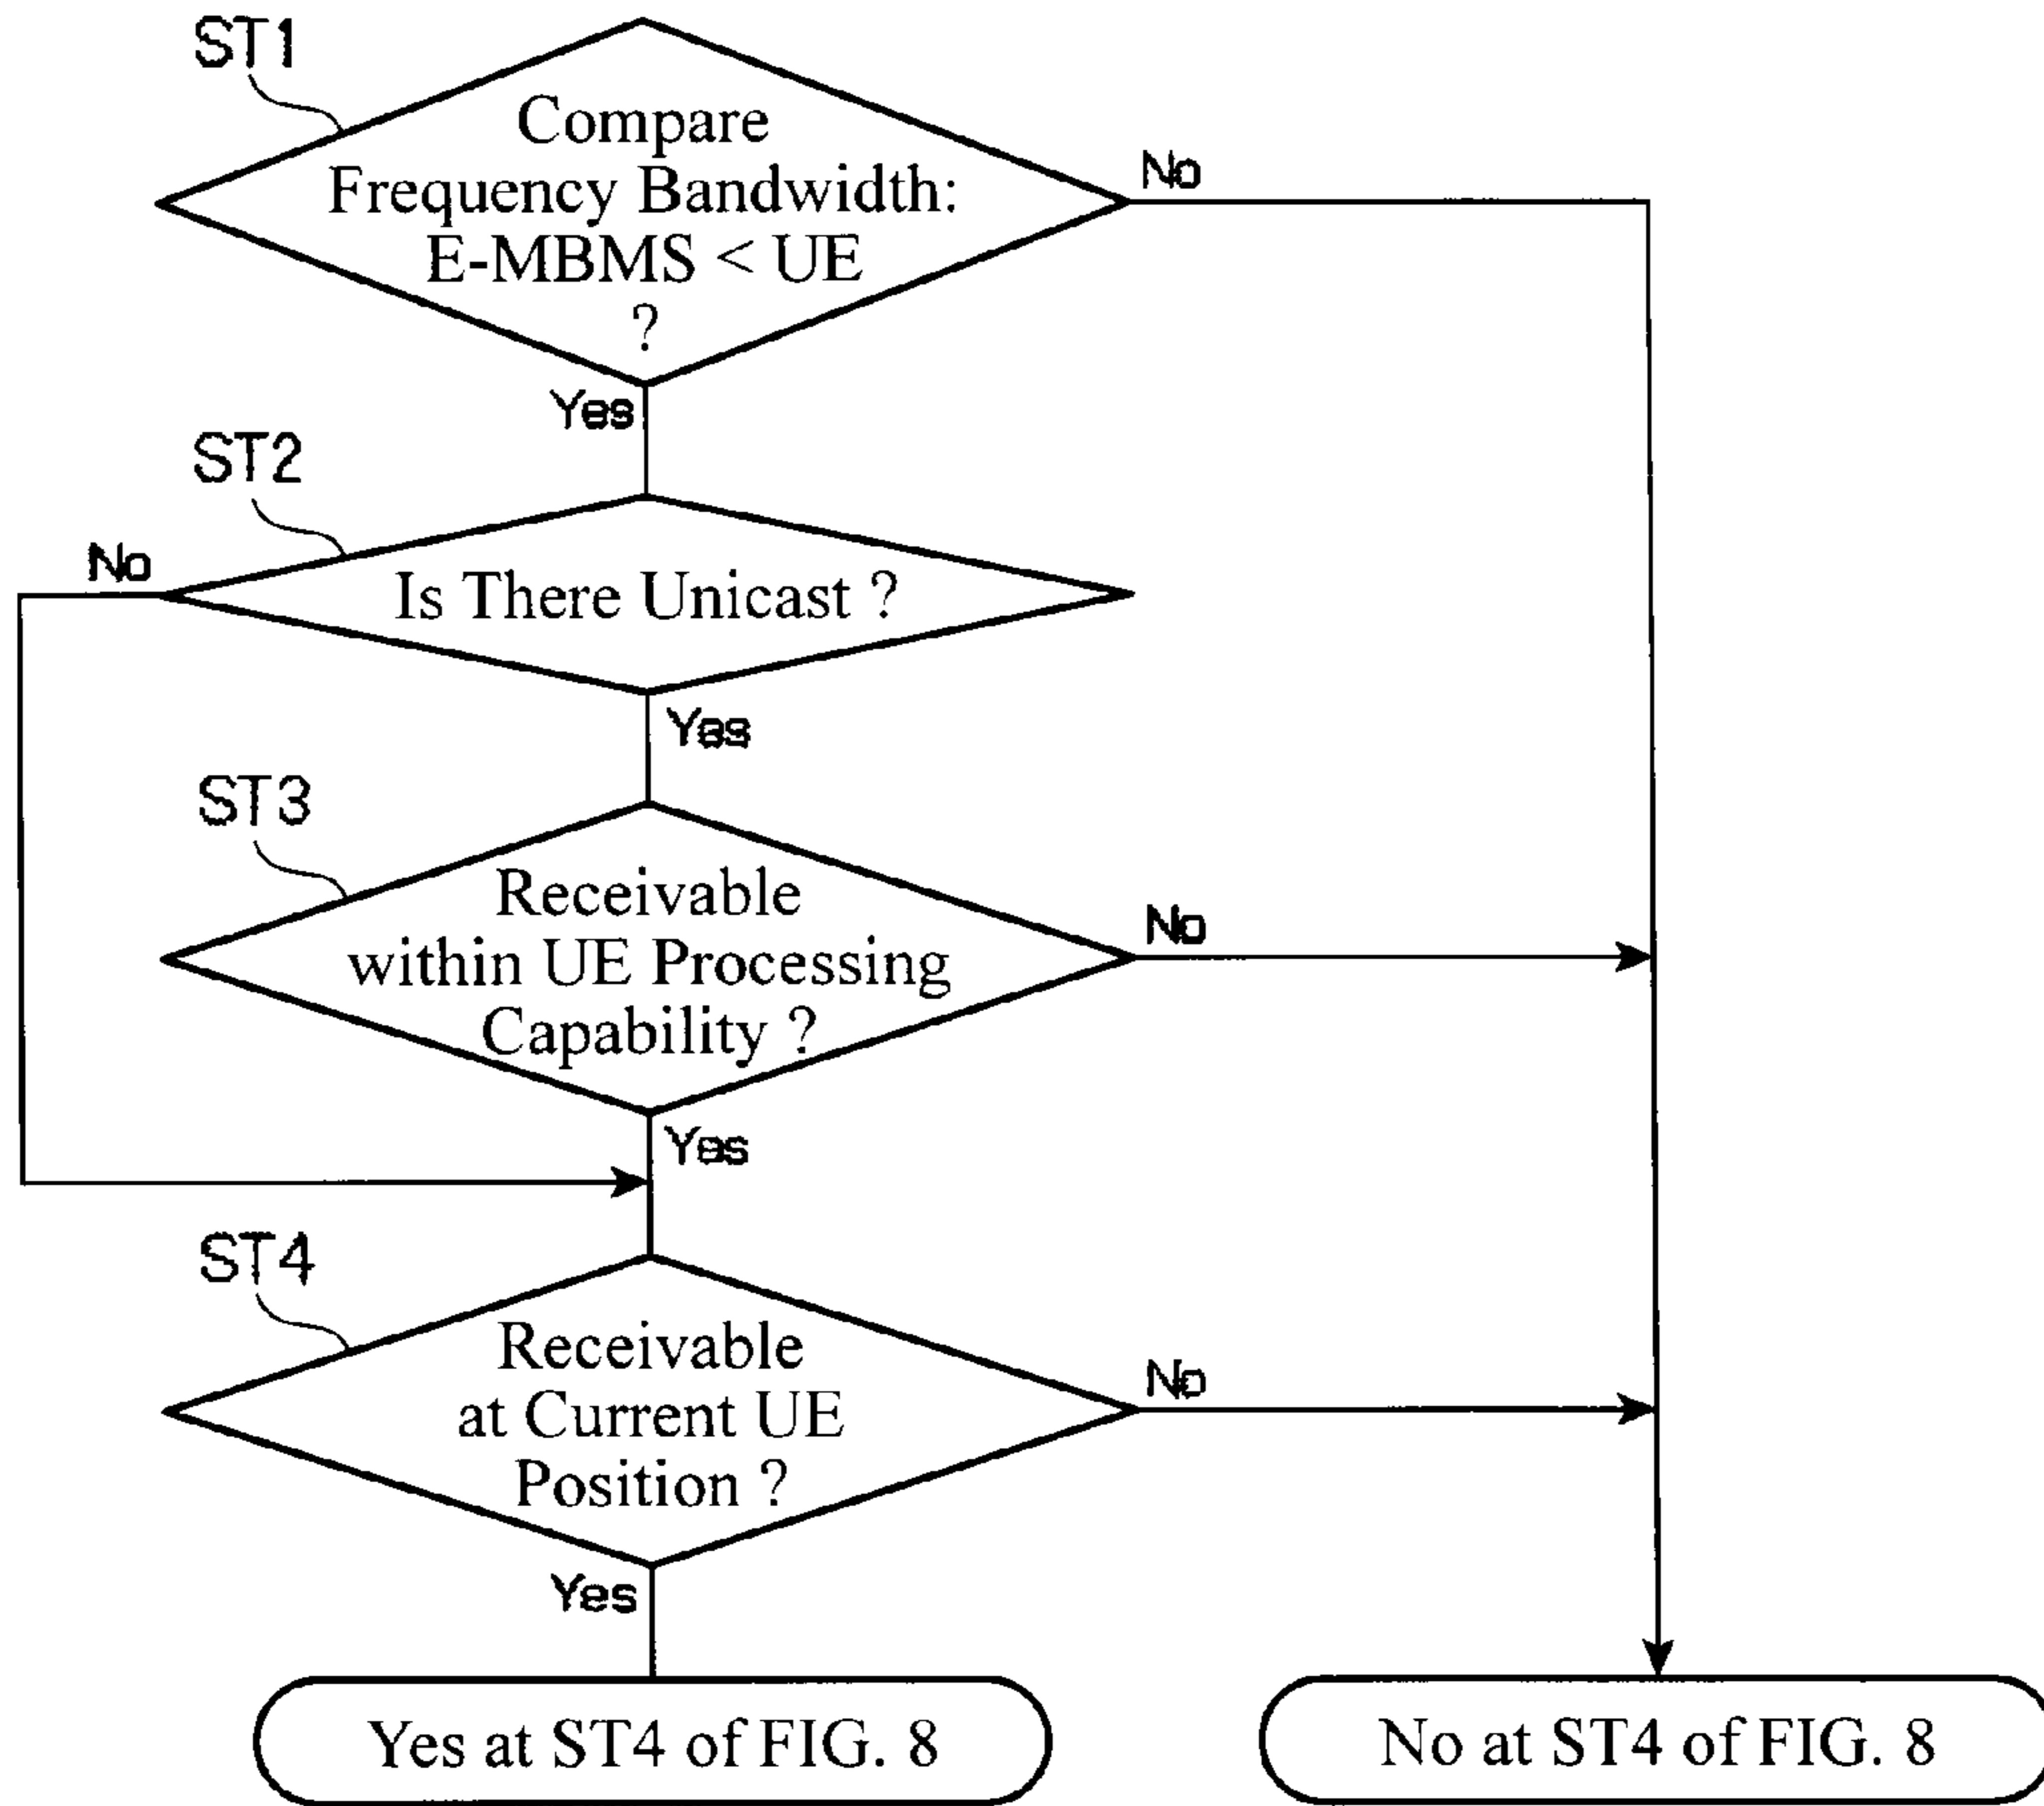 ST1
Compare
Frequency Bandwidth:
E-MBMS < UE
?
No
Yes
ST2
No
Is There Unicast ?
Yes
ST3
Receivable
within UE Processing
Capability ?
No
Yes
ST4
Receivable
at Current UE
Position ?
No
Yes
Yes at ST4 of FIG. 8
No at ST4 of FIG. 8